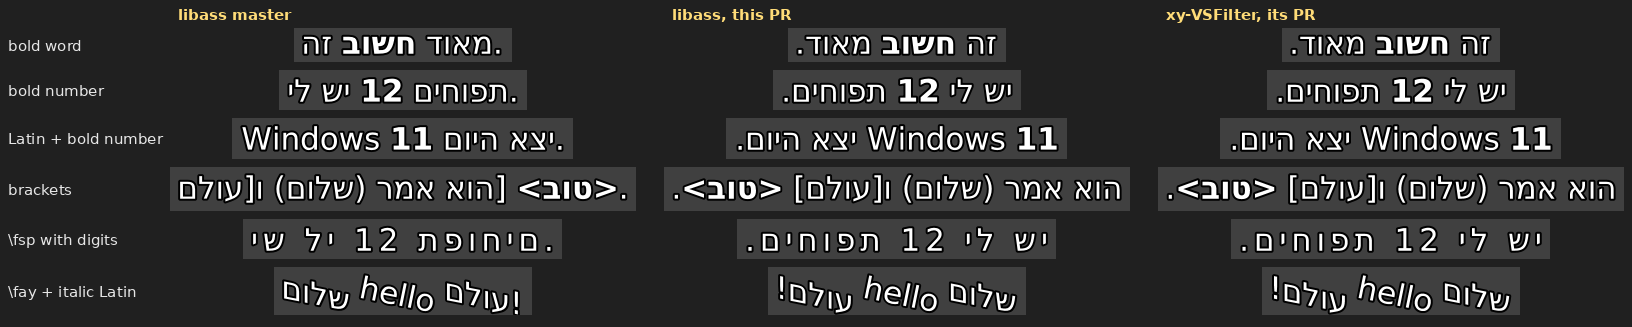 libass master
libass, this PR
xy-VSFilter, its PR
bold word
זה חשוב מאוד.
זה חשוב מאוד.
זה חשוב מאוד.
bold number
יש לי 12 תפוחים.
יש לי 12 תפוחים.
יש לי 12 תפוחים.
Latin + bold number
Windows 11 יצא היום.
Windows 11 יצא היום.
Windows 11 יצא היום.
brackets
הוא אמר (שלום) ו[עולם] <טוב>.
הוא אמר (שלום) ו[עולם] <טוב>.
הוא אמר (שלום) ו[עולם] <טוב>.
\fsp with digits
יש לי 12 תפוחים.
יש לי 12 תפוחים.
יש לי 12 תפוחים.
\fay + italic Latin
שלום hello עולם!
שלום hello עולם!
שלום hello עולם!